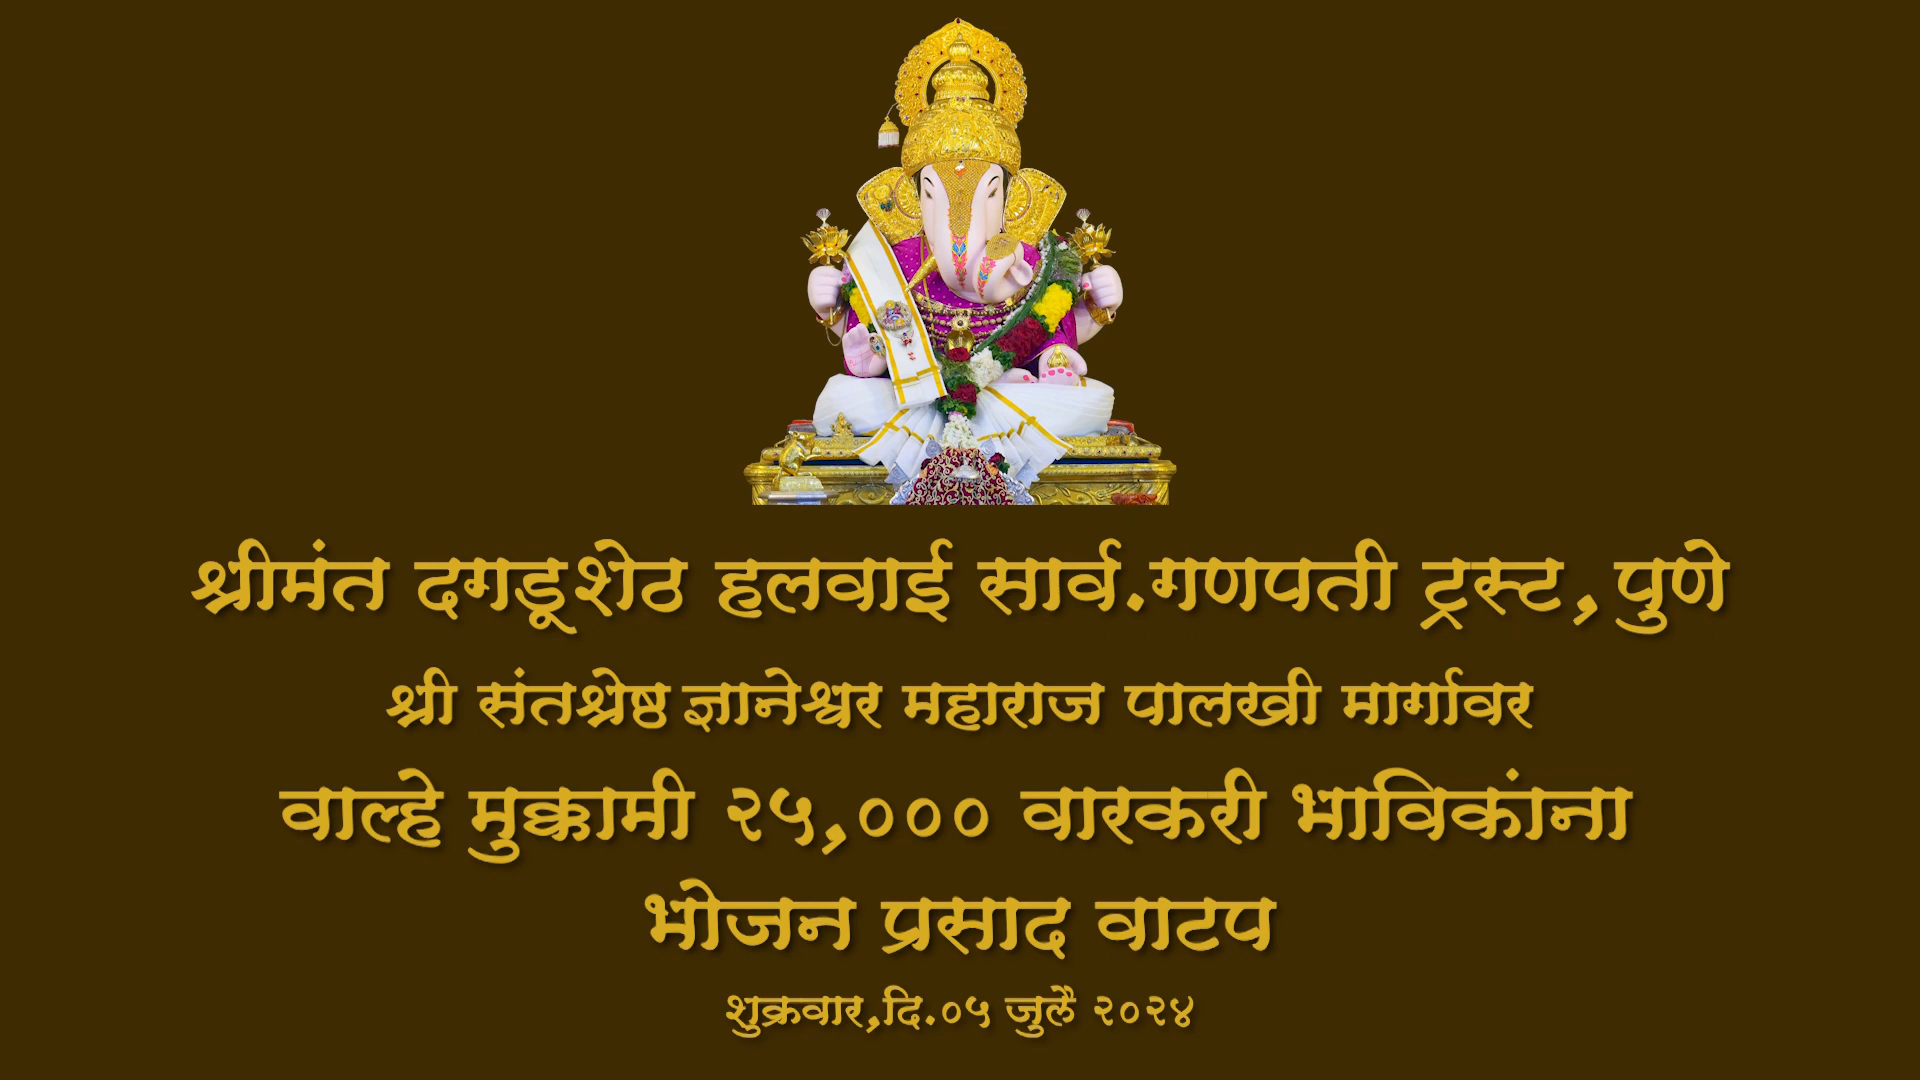 श्रीमंत दगडूशेठ हलवाई सार्व.गणपती ट्रस्ट,पुणे
श्री संतश्रेष्ठ ज्ञानेश्वर महाराज पालखी मार्गावर
वाल्हे मुक्कामी २५,००० वारकरी भाविकांना
भोजन प्रसाद वाटप
शुक्रवार,दि.०५ जुलै २०२४